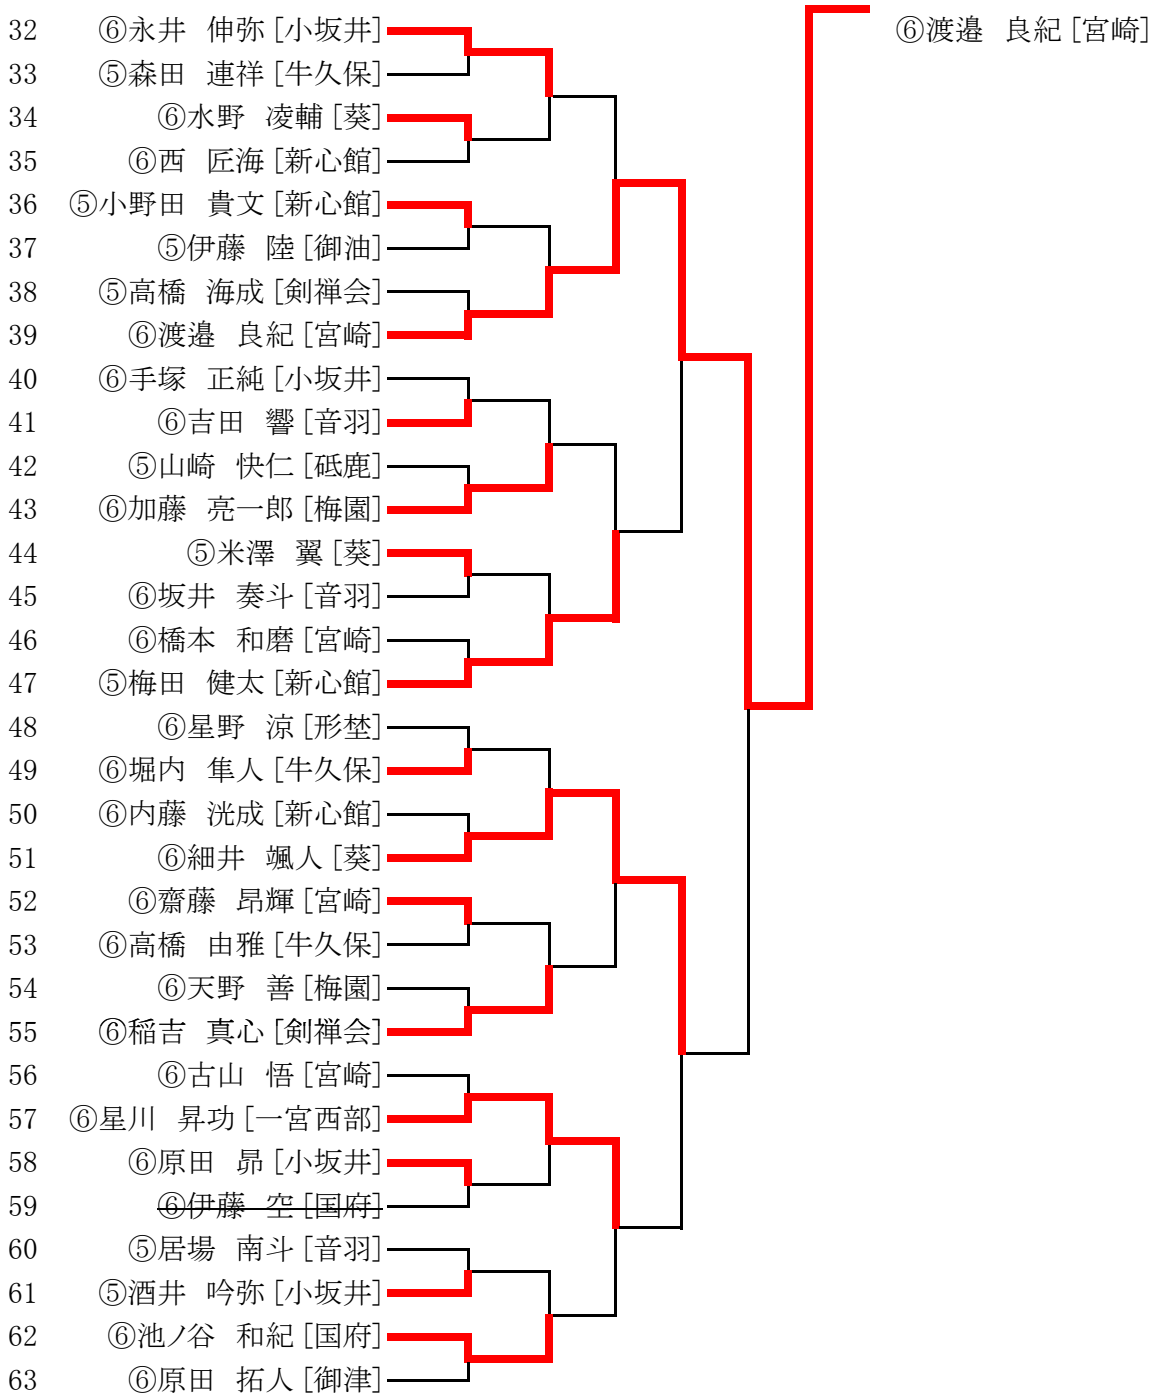 32 ⑥永井 伸弥 [小坂井] ⑥渡邉 良紀 [宮崎]
33 ⑤森田 連祥 [牛久保]
34 ⑥水野 凌輔 [葵]
35 ⑥西 匠海 [新心館]
36 ⑤小野田 貴文 [新心館]
37 ⑤伊藤 陸 [御油]
38 ⑤高橋 海成 [剣禅会]
39 ⑥渡邉 良紀 [宮崎]
40 ⑥手塚 正純 [小坂井]
41 ⑥吉田 響 [音羽]
42 ⑤山崎 快仁 [砥鹿]
43 ⑥加藤 亮一郎 [梅園]
44 ⑤米澤 翼 [葵]
45 ⑥坂井 奏斗 [音羽]
46 ⑥橋本 和磨 [宮崎]
47 ⑤梅田 健太 [新心館]
48 ⑥星野 涼 [形埜]
49 ⑥堀内 隼人 [牛久保]
50 ⑥内藤 洸成 [新心館]
51 ⑥細井 颯人 [葵]
52 ⑥齋藤 昂輝 [宮崎]
53 ⑥高橋 由雅 [牛久保]
54 ⑥天野 善 [梅園]
55 ⑥稲吉 真心 [剣禅会]
56 ⑥古山 悟 [宮崎]
57 ⑥星川 昇功 [一宮西部]
58 ⑥原田 昴 [小坂井]
59 ⑥伊藤 空 [国府]
60 ⑤居場 南斗 [音羽]
61 ⑤酒井 吟弥 [小坂井]
62 ⑥池ノ谷 和紀 [国府]
63 ⑥原田 拓人 [御津]